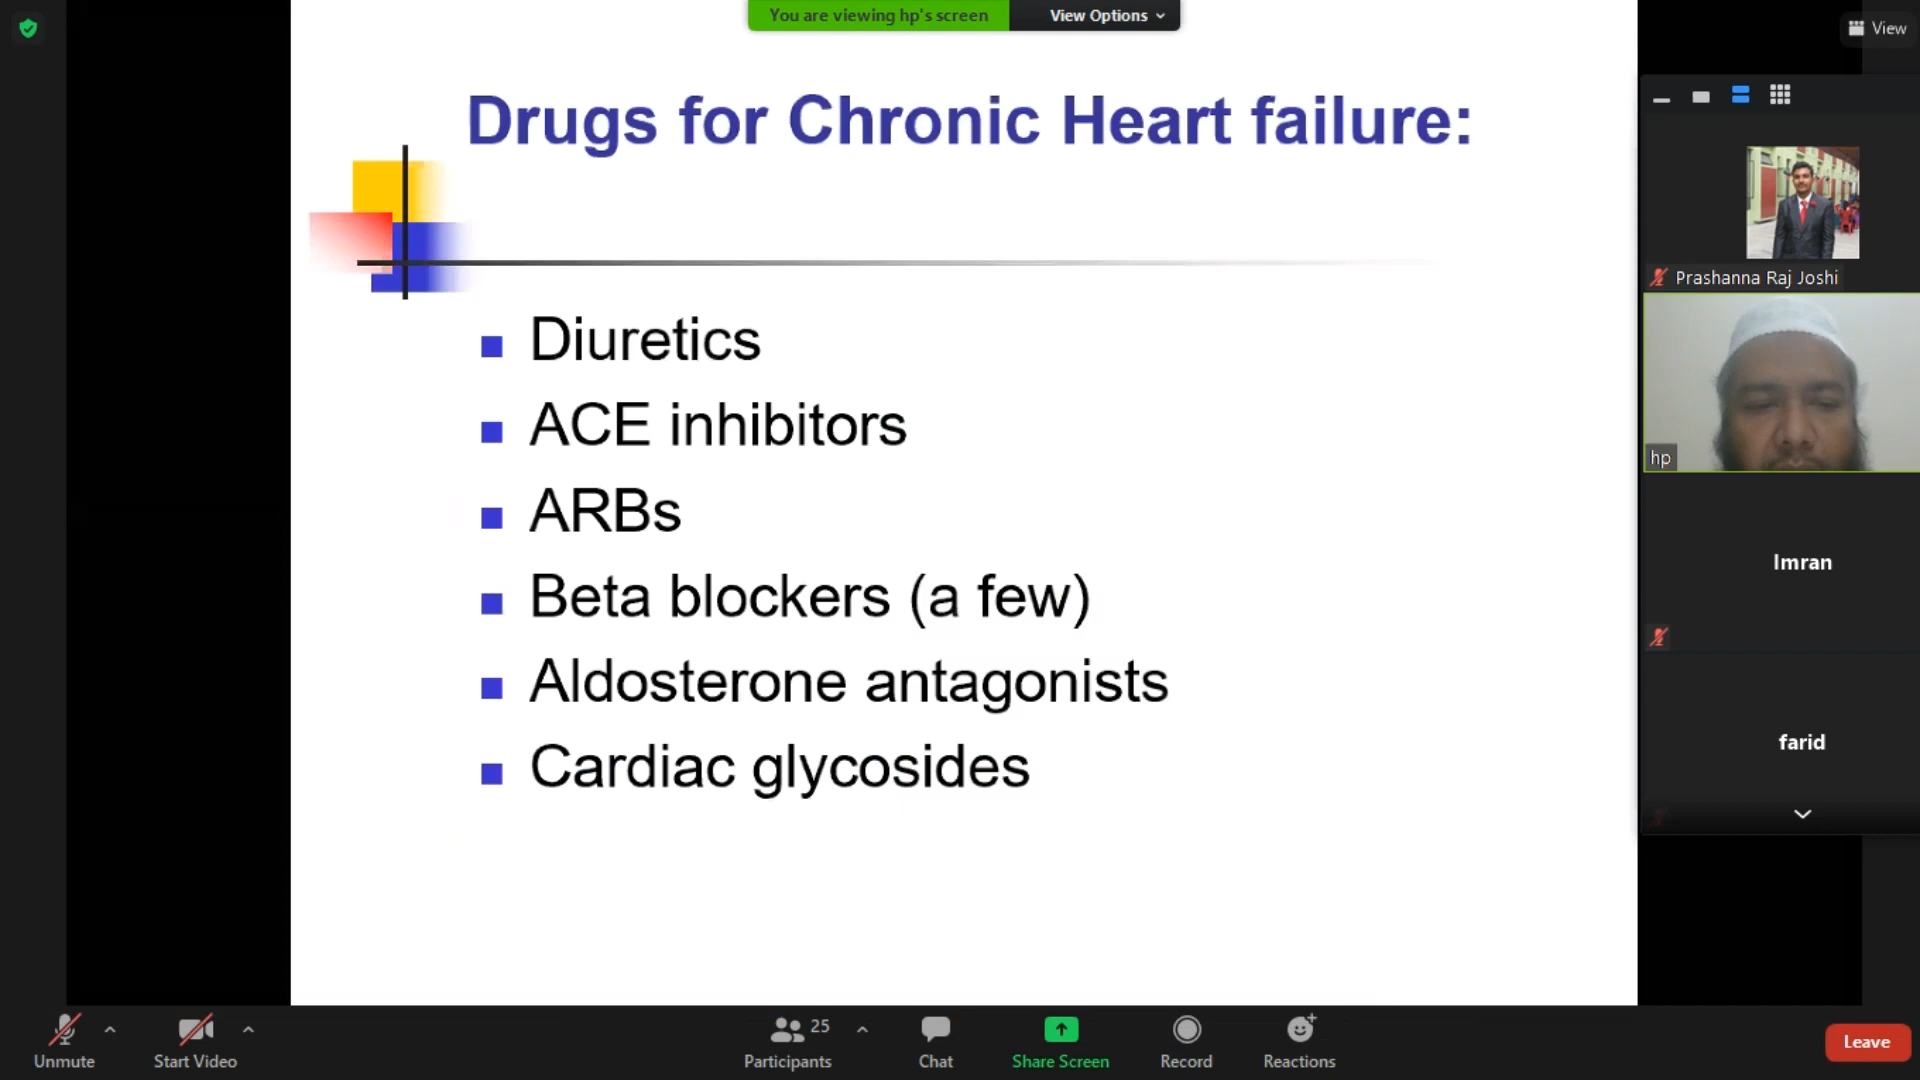 You are viewing hp's screen
View Options
View
Drugs for Chronic Heart failure:
Diuretics
ACE inhibitors
ARBs
Beta blockers (a few)
Aldosterone antagonists
Cardiac glycosides
Prashanna Raj Joshi
hp
Imran
farid
Unmute
Start Video
25
Participants
Chat
Share Screen
Record
Reactions
Leave